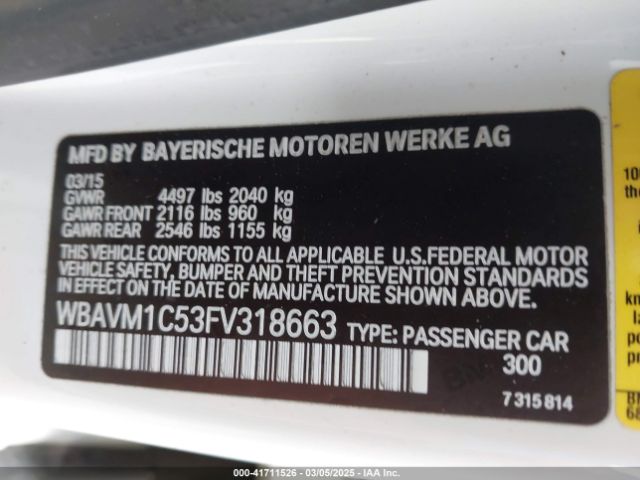 MFD BY BAYERISCHE MOTOREN WERKE AG
03/15
GVWR 4497 lbs 2040 kg
GAWR FRONT 2116 lbs 960 kg
GAWR REAR 2546 lbs 1155 kg
THIS VEHICLE CONFORMS TO ALL APPLICABLE U.S.FEDERAL MOTOR
VEHICLE SAFETY, BUMPER AND THEFT PREVENTION STANDARDS
IN EFFECT ON THE DATE OF MANUFACTURE SHOWN ABOVE.
WBAVM1C53FV318663 TYPE: PASSENGER CAR
300
7 315 814
000-41711526 - 03/05/2025 - IAA Inc.